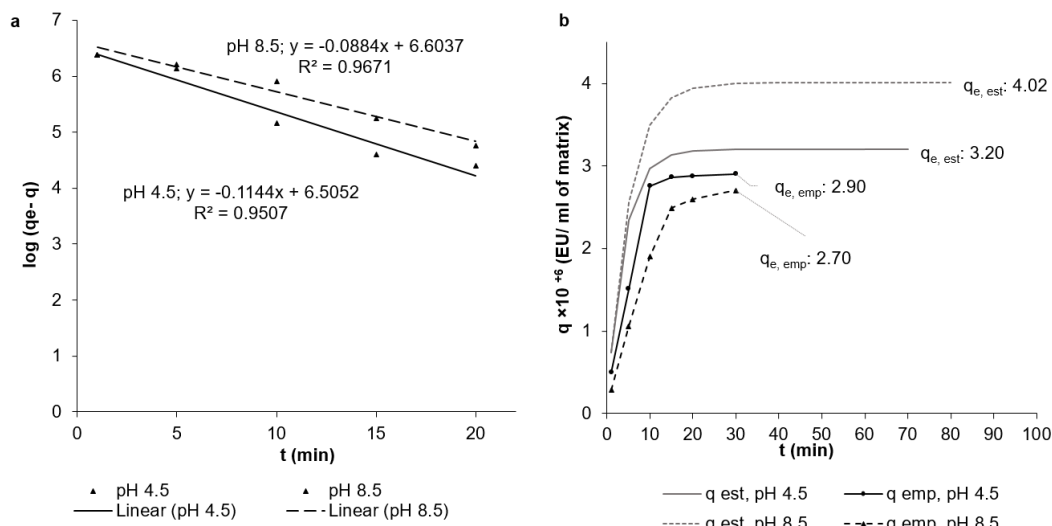 a
7
6
5
4
3
2
1
0
log (qe- q)
pH 8.5; y = -0.0884x + 6.6037
R² = 0.9671
pH 4.5; y = -0.1144x + 6.5052
R² = 0.9507
0 5 10 15 20
t (min)
pH 4.5 pH 8.5
Linear (pH 4.5) Linear (pH 8.5)
b
4
3
2
1
0
q ×10 ⁺⁶ (EU/ ml of matrix)
qe, est: 4.02
qe, est: 3.20
qe, emp: 2.90
qe, emp: 2.70
0 10 20 30 40 50 60 70 80 90 100
t (min)
q est, pH 4.5 q emp, pH 4.5
q est, pH 8.5 q emp, pH 8.5